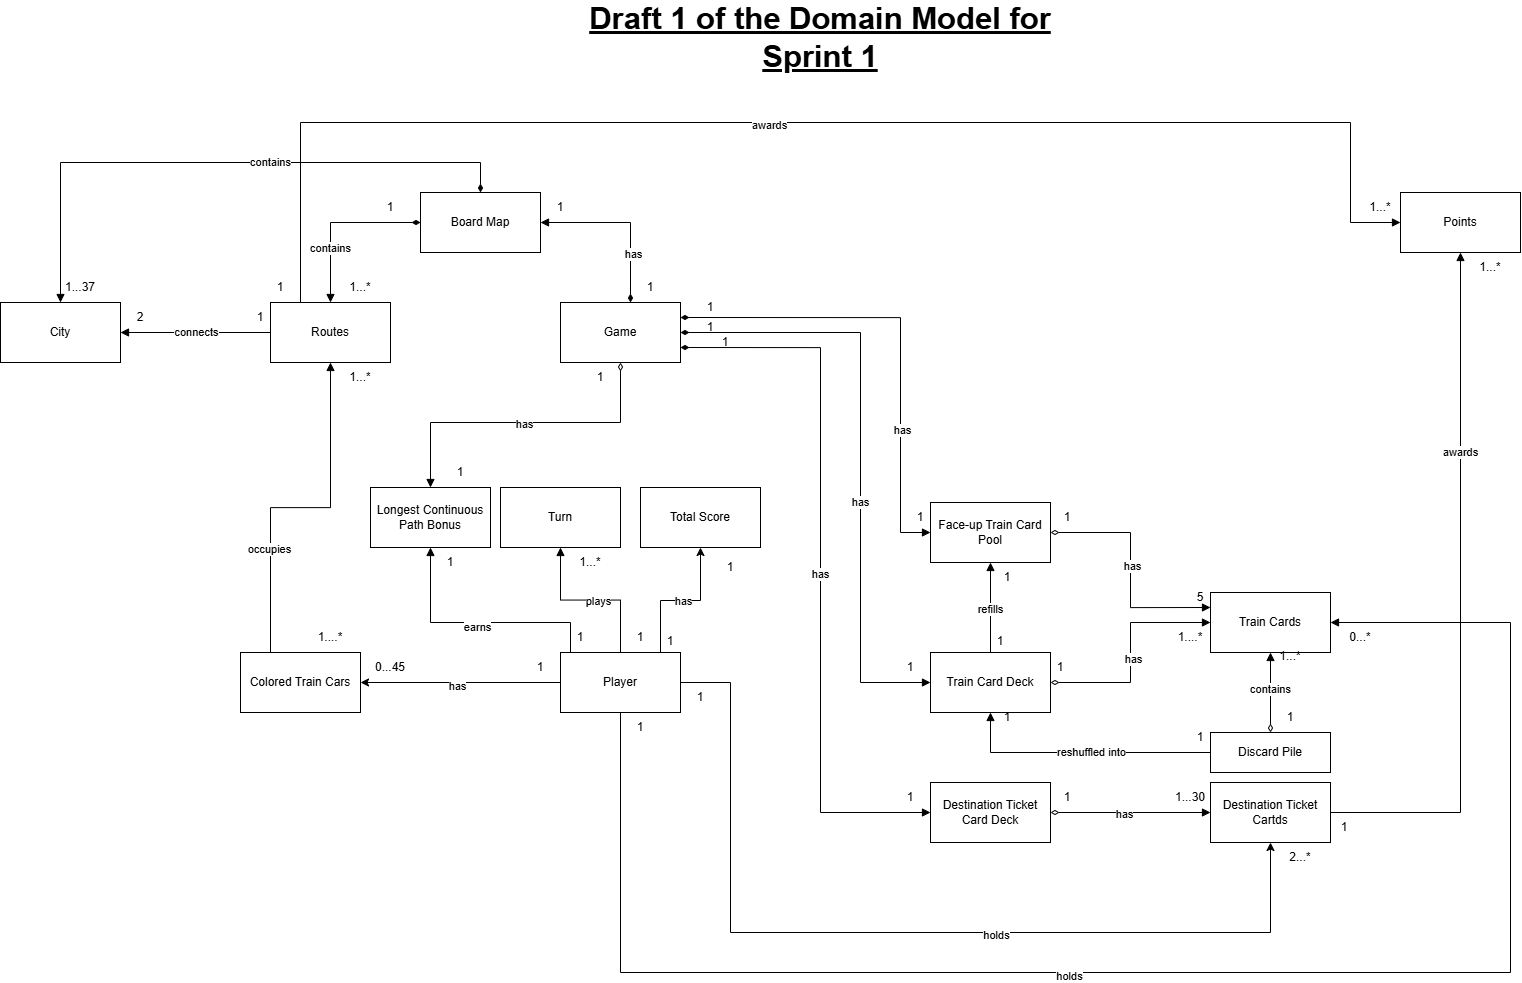 Draft 1 of the Domain Model for
Sprint 1
awards
contains
1
Board Map
1
1...*
Points
contains
has
1...*
1...37
1
1...*
1
City
2
connects
1
Routes
Game
1
1
1
1...*
1
has
has
awards
1
has
Longest Continuous
Path Bonus
Turn
Total Score
1
Face-up Train Card
Pool
1
occupies
1
1...*
1
has
has
1
plays
has
refills
5
Train Cards
earns
1
1
1
1....*
1
1....*
0...*
Colored Train Cars
0...45
has
1
Player
1
1
Train Card Deck
1
has
1...*
contains
1
1
1
1
reshuffled into
Discard Pile
1
Destination Ticket
Card Deck
1
has
1...30
Destination Ticket
Cartds
1
2...*
holds
holds